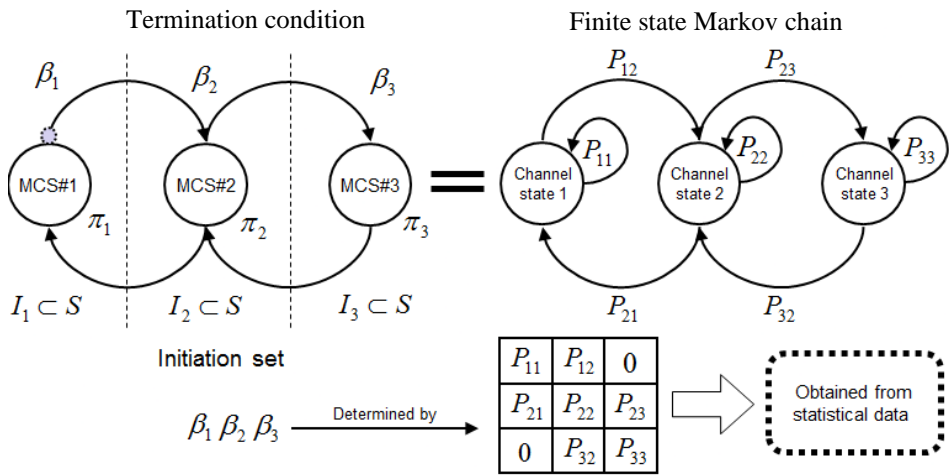 Termination condition
Finite state Markov chain
β₁ β₂ β₃
MCS#1 MCS#2 MCS#3
π₁ π₂ π₃
I₁ ⊂ S I₂ ⊂ S I₃ ⊂ S
Initiation set
=
P₁₂ P₂₃
P₁₁ P₂₂ P₃₃
Channel
state 1
Channel
state 2
Channel
state 3
P₂₁ P₃₂
β₁ β₂ β₃
Determined by
P₁₁ P₁₂ 0
P₂₁ P₂₂ P₂₃
0 P₃₂ P₃₃
Obtained from
statistical data